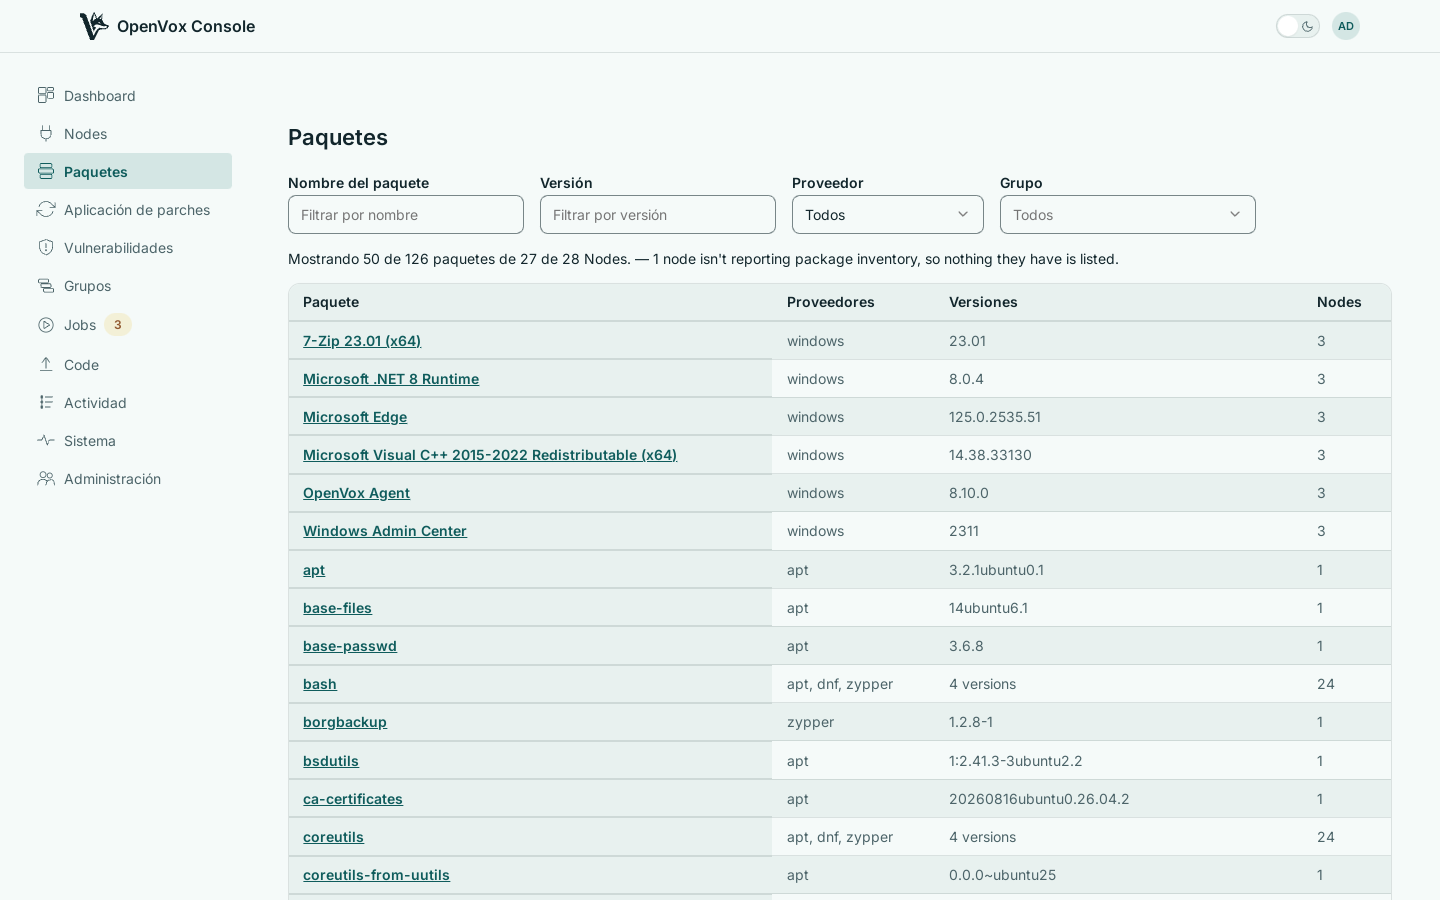 OpenVox Console
AD
Dashboard
Nodes
Paquetes
Aplicación de parches
Vulnerabilidades
Grupos
Jobs 3
Code
Actividad
Sistema
Administración
Paquetes
Nombre del paquete Versión Proveedor Grupo
Filtrar por nombre Filtrar por versión Todos Todos
Mostrando 50 de 126 paquetes de 27 de 28 Nodes. — 1 node isn't reporting package inventory, so nothing they have is listed.
Paquete Proveedores Versiones Nodes
7-Zip 23.01 (x64) windows 23.01 3
Microsoft .NET 8 Runtime windows 8.0.4 3
Microsoft Edge windows 125.0.2535.51 3
Microsoft Visual C++ 2015-2022 Redistributable (x64) windows 14.38.33130 3
OpenVox Agent windows 8.10.0 3
Windows Admin Center windows 2311 3
apt apt 3.2.1ubuntu0.1 1
base-files apt 14ubuntu6.1 1
base-passwd apt 3.6.8 1
bash apt, dnf, zypper 4 versions 24
borgbackup zypper 1.2.8-1 1
bsdutils apt 1:2.41.3-3ubuntu2.2 1
ca-certificates apt 20260816ubuntu0.26.04.2 1
coreutils apt, dnf, zypper 4 versions 24
coreutils-from-uutils apt 0.0.0~ubuntu25 1